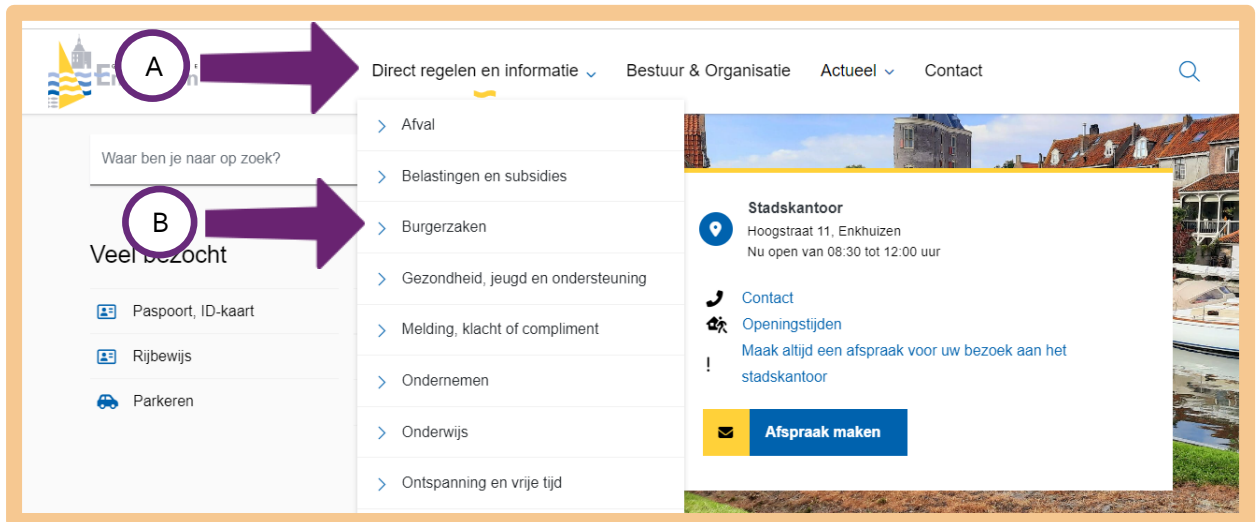 A
Direct regelen en informatie
Bestuur & Organisatie
Actueel
Contact
Afval
Waar ben je naar op zoek?
Belastingen en subsidies
B
Burgerzaken
Veel bezocht
Gezondheid, jeugd en ondersteuning
Paspoort, ID-kaart
Melding, klacht of compliment
Rijbewijs
Ondernemen
Parkeren
Onderwijs
Ontspanning en vrije tijd
Stadskantoor
Hoogstraat 11, Enkhuizen
Nu open van 08:30 tot 12:00 uur
Contact
Openingstijden
Maak altijd een afspraak voor uw bezoek aan het
stadskantoor
Afspraak maken